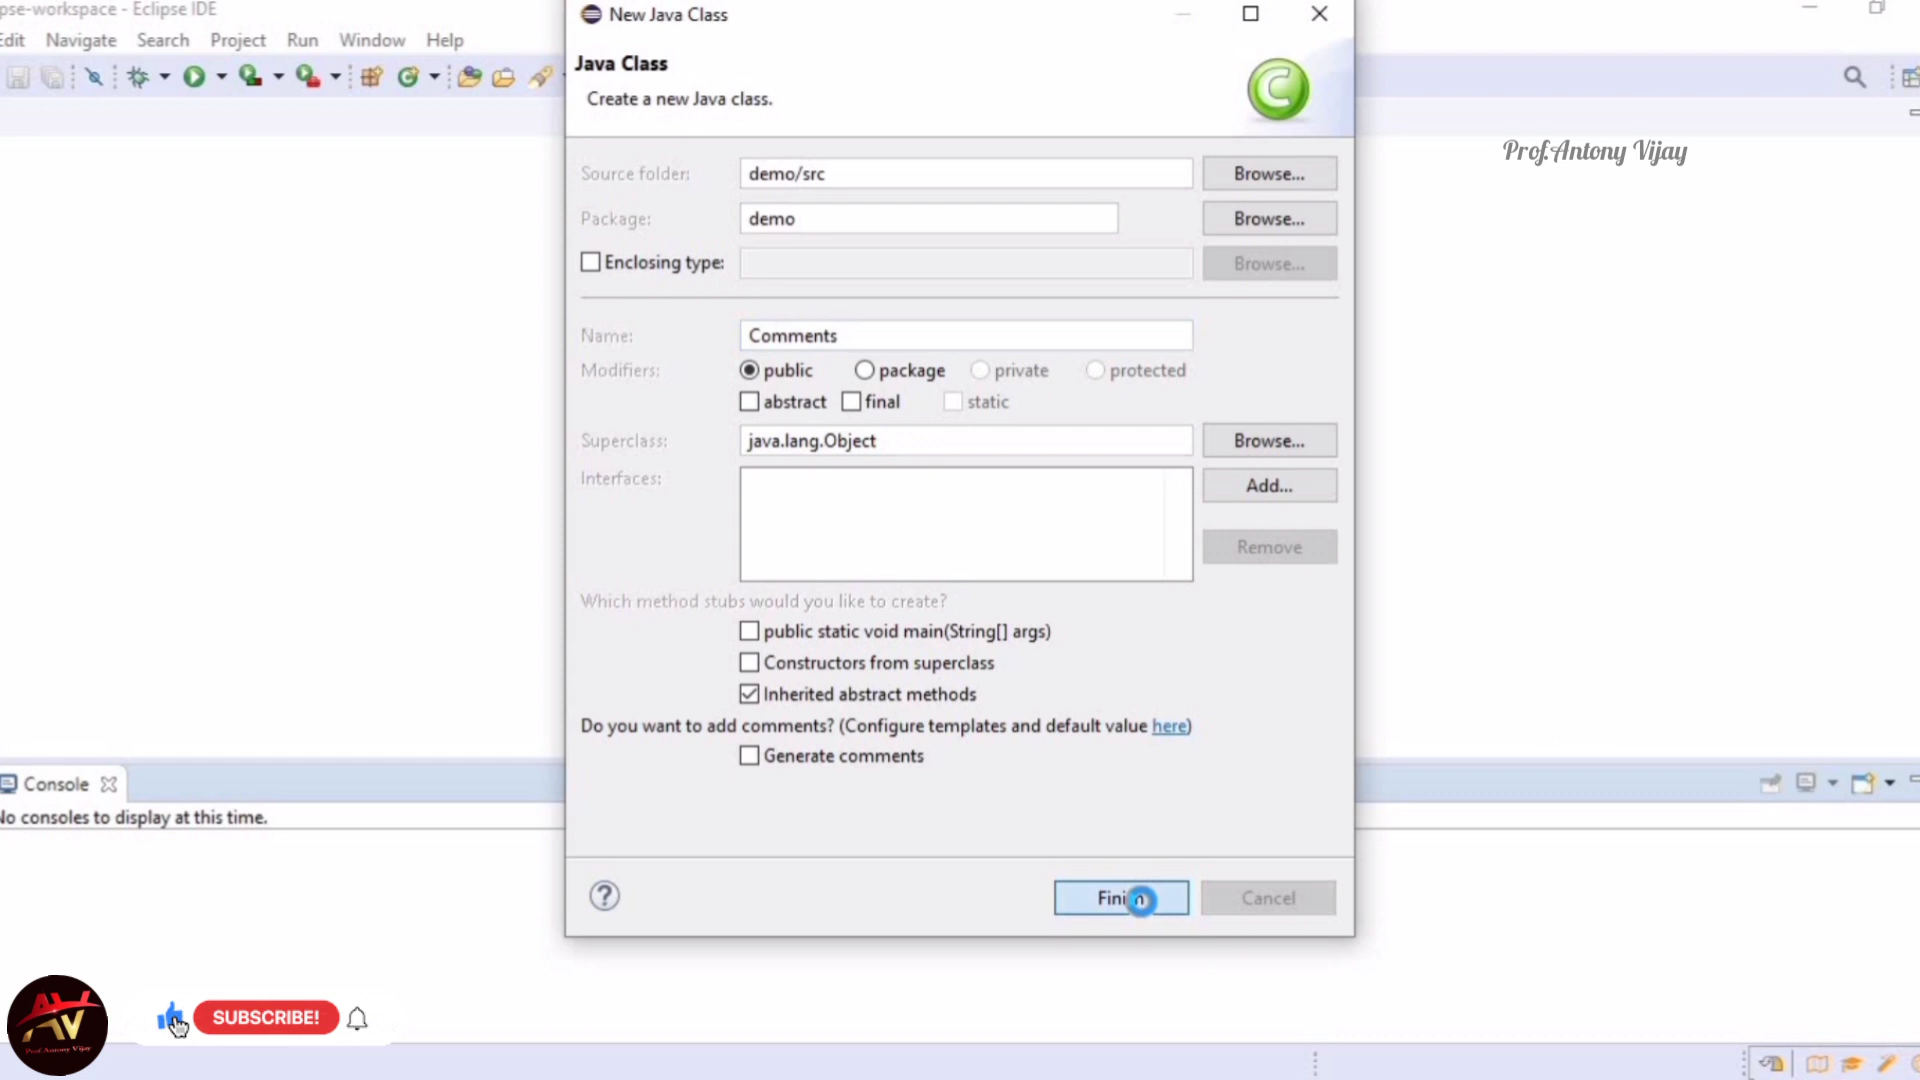 pse-workspace - Eclipse IDE
Edit Navigate Search Project Run Window Help
New Java Class
Java Class
Create a new Java class.
Prof.Antony Vijay
Source folder: demo/src Browse...
Package: demo Browse...
Enclosing type: Browse...
Name: Comments
Modifiers: public package private protected
abstract final static
Superclass: java.lang.Object Browse...
Interfaces: Add...
Remove
Which method stubs would you like to create?
public static void main(String[] args)
Constructors from superclass
Inherited abstract methods
Do you want to add comments? (Configure templates and default value here)
Generate comments
Console
No consoles to display at this time.
Finish Cancel
AV
Prof.Antony Vijay
SUBSCRIBE!